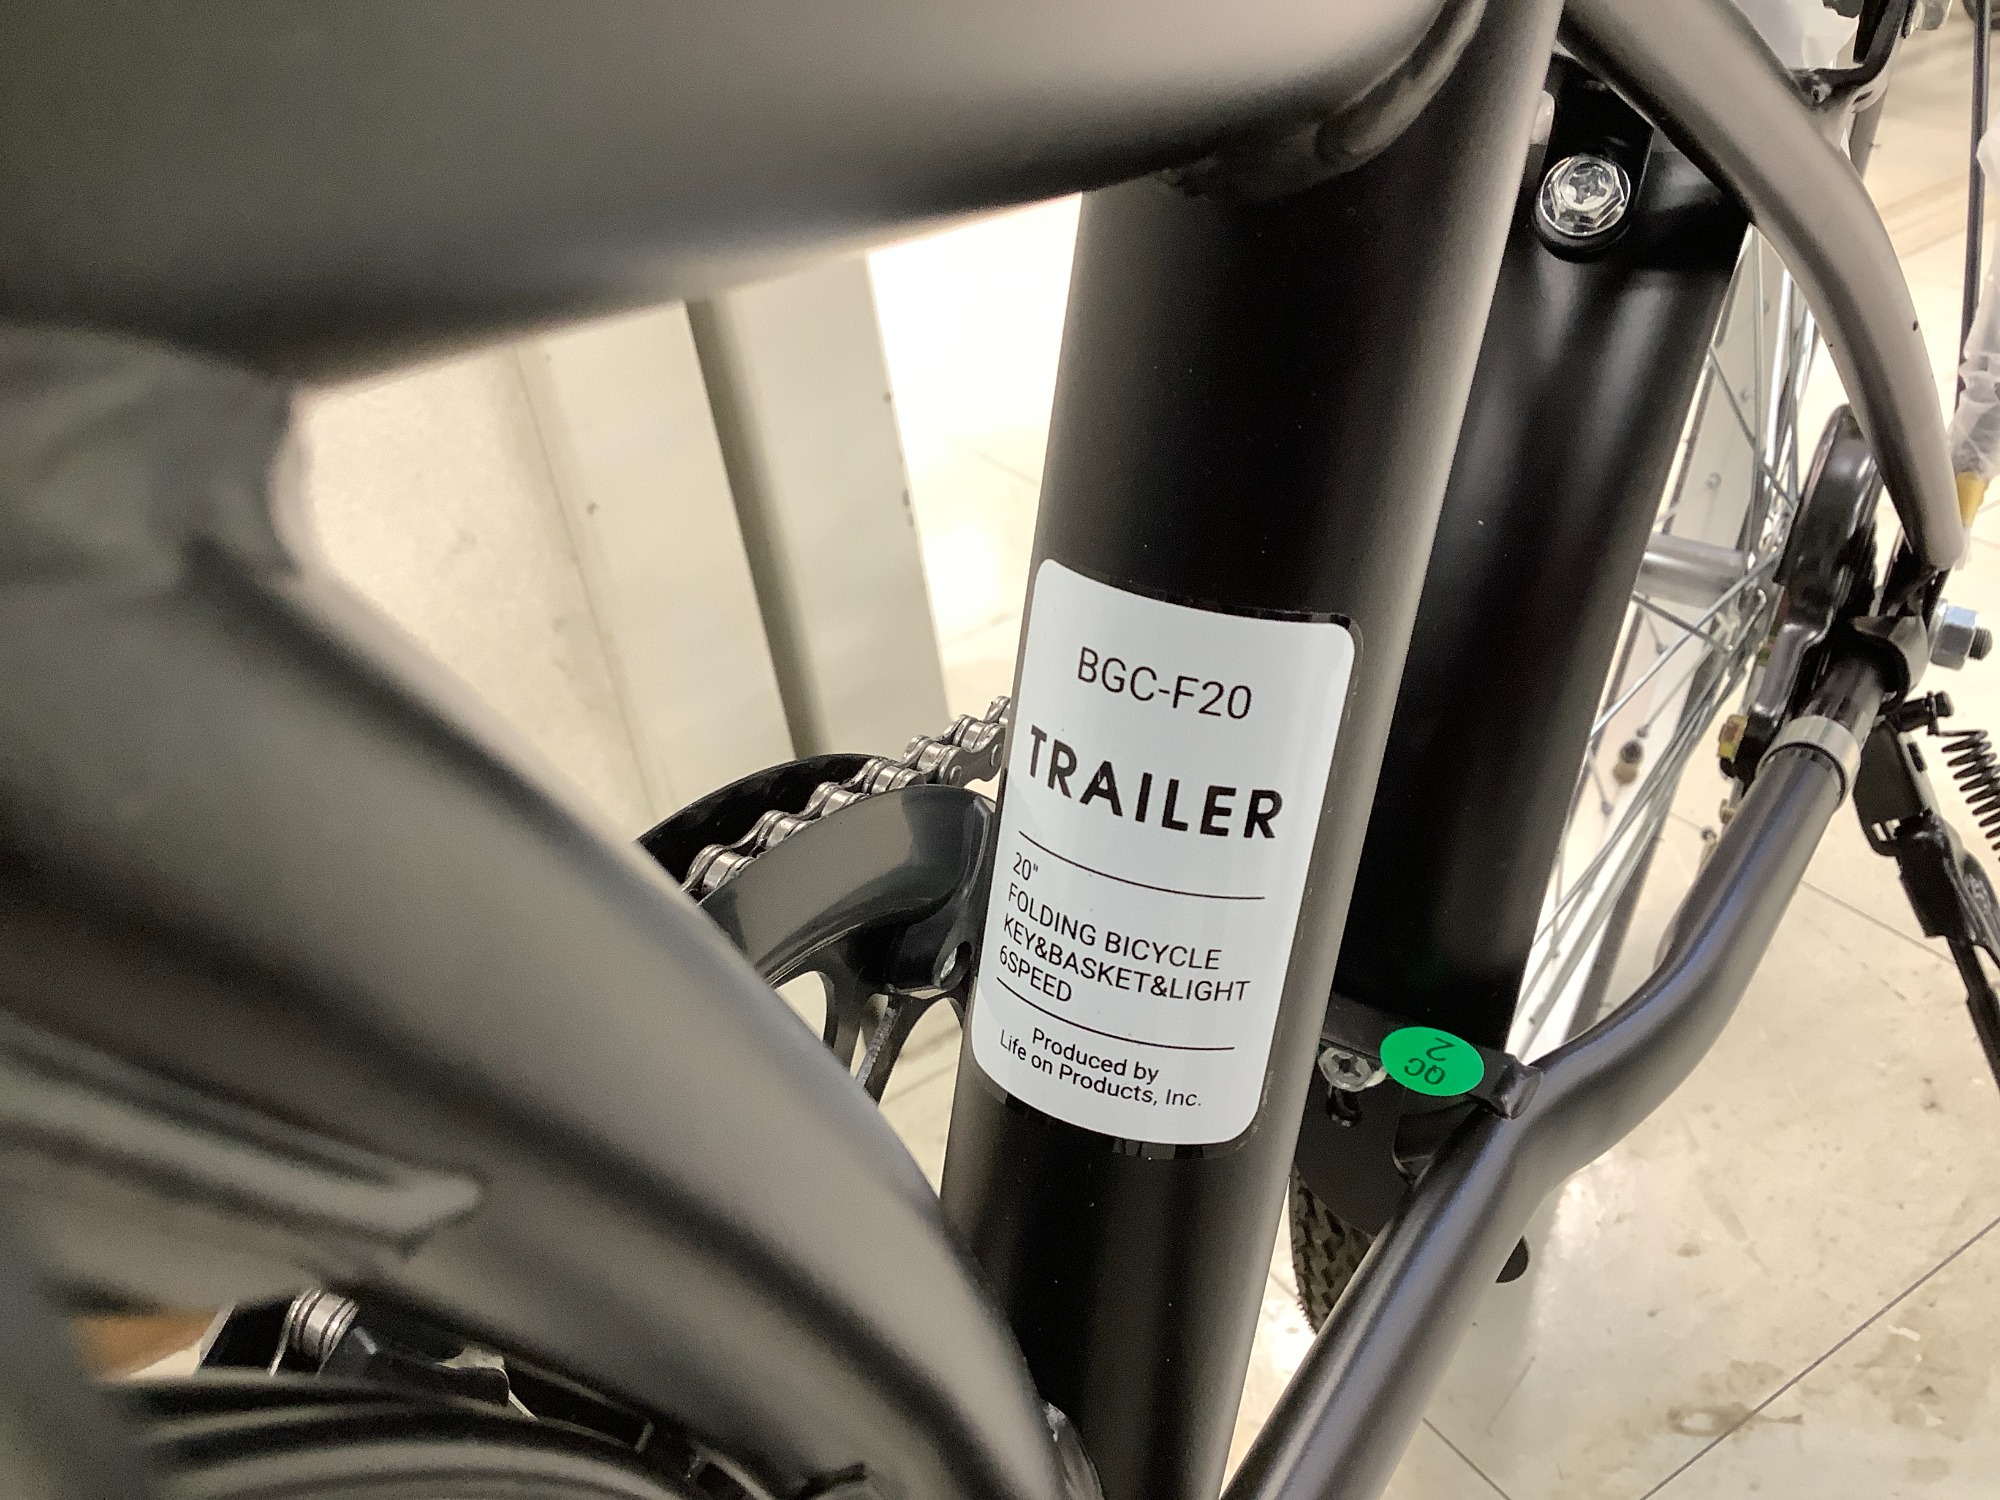 BGC-F20
TRAILER
20"
FOLDING BICYCLE
KEY&BASKET&LIGHT
6SPEED
Produced by
Life on Products, Inc.
QC
2